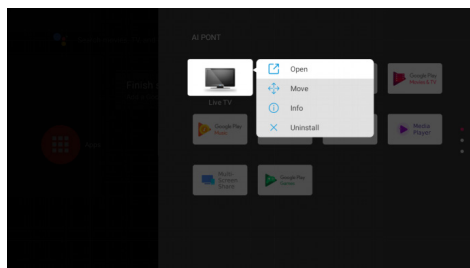 AI PONT
Finish
Open
Move
Info
Uninstall
Live TV
Google Play
Movies & TV
Google Play
Music
Media
Player
Multi
Screen
Share
Google Play
Games